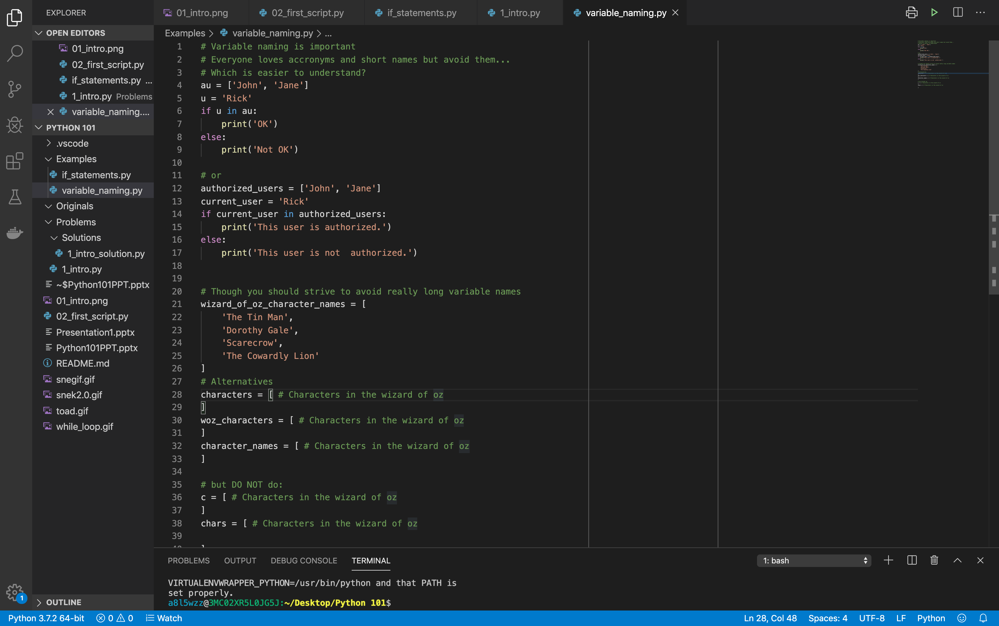 EXPLORER
OPEN EDITORS
01_intro.png
02_first_script.py
if_statements.py ...
1_intro.py Problems
variable_naming....
PYTHON 101
.vscode
Examples
if_statements.py
variable_naming.py
Originals
Problems
Solutions
1_intro_solution.py
1_intro.py
~$Python101PPT.pptx
01_intro.png
02_first_script.py
Presentation1.pptx
Python101PPT.pptx
README.md
snegif.gif
snek2.0.gif
toad.gif
while_loop.gif
OUTLINE
1
01_intro.png 02_first_script.py if_statements.py 1_intro.py variable_naming.py
Examples > variable_naming.py > ...
1 # Variable naming is important
2 # Everyone loves accronyms and short names but avoid them...
3 # Which is easier to understand?
4 au = ['John', 'Jane']
5 u = 'Rick'
6 if u in au:
7     print('OK')
8 else:
9     print('Not OK')
10
11 # or
12 authorized_users = ['John', 'Jane']
13 current_user = 'Rick'
14 if current_user in authorized_users:
15     print('This user is authorized.')
16 else:
17     print('This user is not  authorized.')
18
19
20 # Though you should strive to avoid really long variable names
21 wizard_of_oz_character_names = [
22     'The Tin Man',
23     'Dorothy Gale',
24     'Scarecrow',
25     'The Cowardly Lion'
26 ]
27 # Alternatives
28 characters = [ # Characters in the wizard of oz
29 ]
30 woz_characters = [ # Characters in the wizard of oz
31 ]
32 character_names = [ # Characters in the wizard of oz
33 ]
34
35 # but DO NOT do:
36 c = [ # Characters in the wizard of oz
37 ]
38 chars = [ # Characters in the wizard of oz
39
PROBLEMS OUTPUT DEBUG CONSOLE TERMINAL 1: bash
VIRTUALENVWRAPPER_PYTHON=/usr/bin/python and that PATH is
set properly.
a8l5wzz@3MC02XR5L0JG5J:~/Desktop/Python 101$
Python 3.7.2 64-bit 0 0 Watch Ln 28, Col 48 Spaces: 4 UTF-8 LF Python